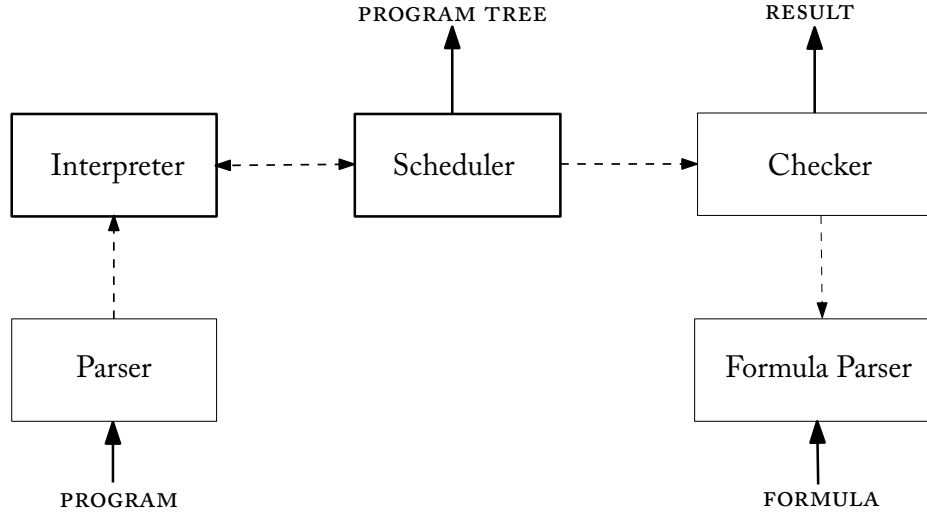 PROGRAM TREE
RESULT
Interpreter
Scheduler
Checker
Parser
Formula Parser
PROGRAM
FORMULA